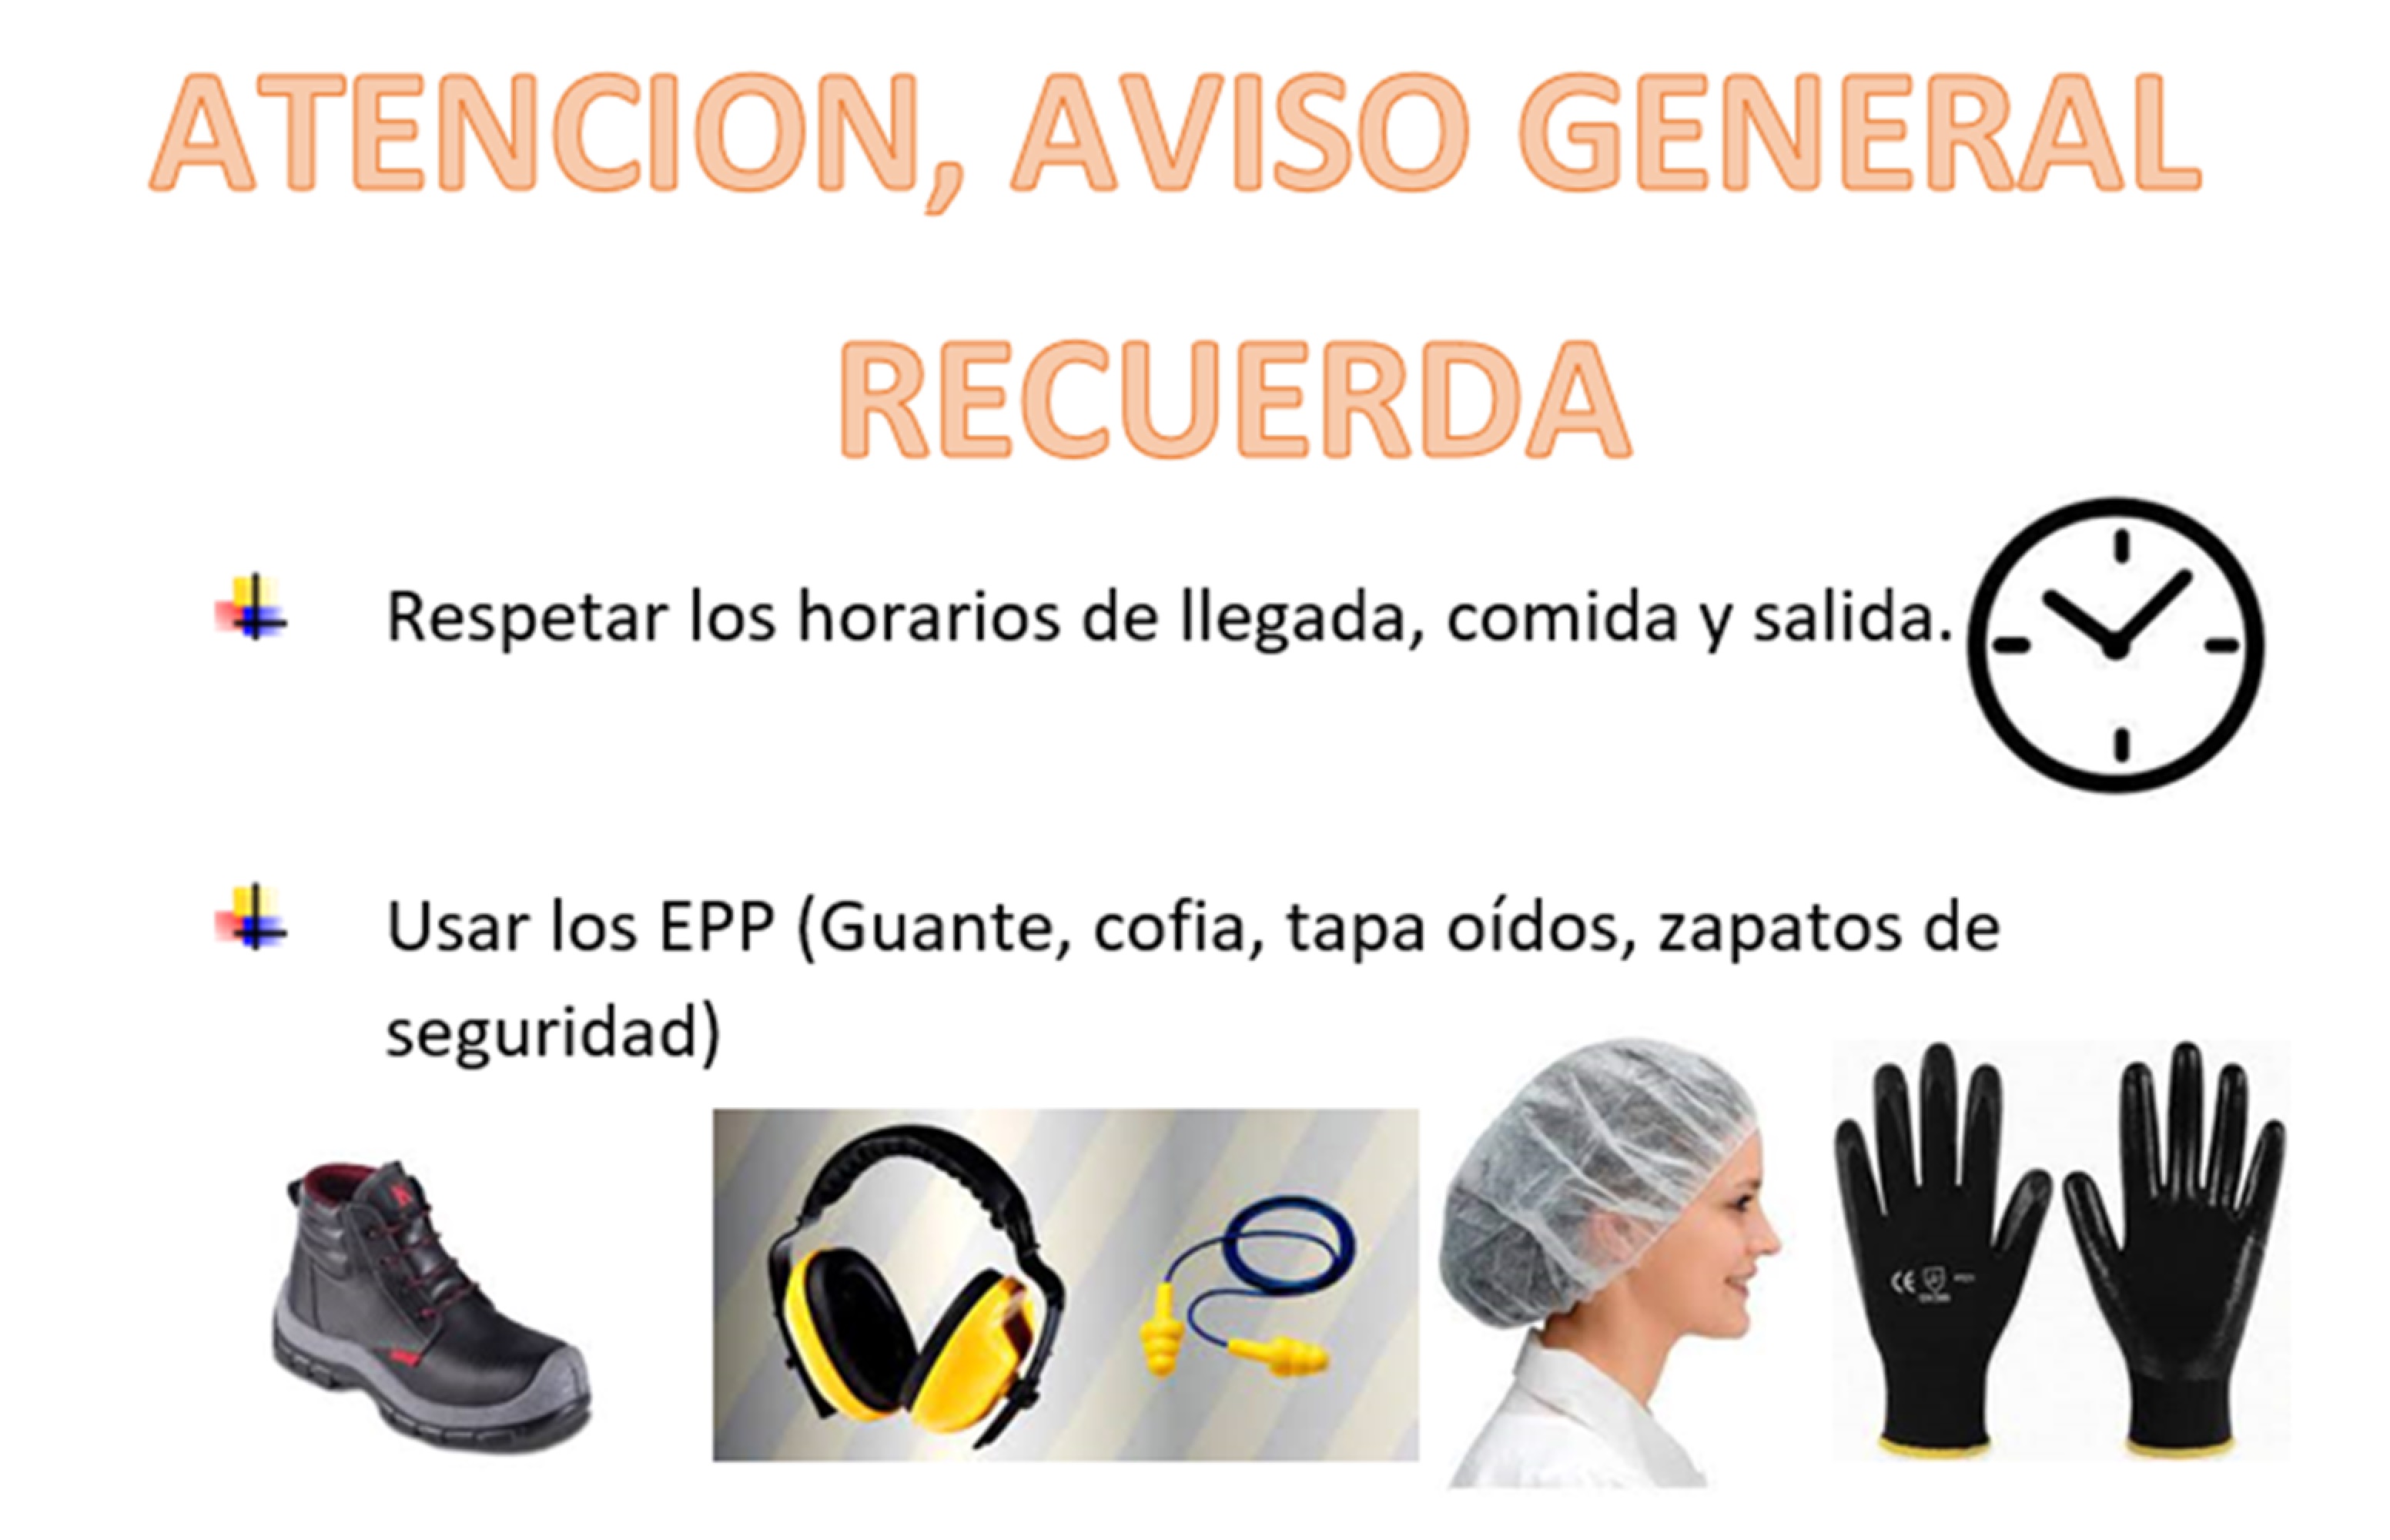 ATENCION, AVISO GENERAL
RECUERDA
Respetar los horarios de llegada, comida y salida.
Usar los EPP (Guante, cofia, tapa oídos, zapatos de
seguridad)
K
CE